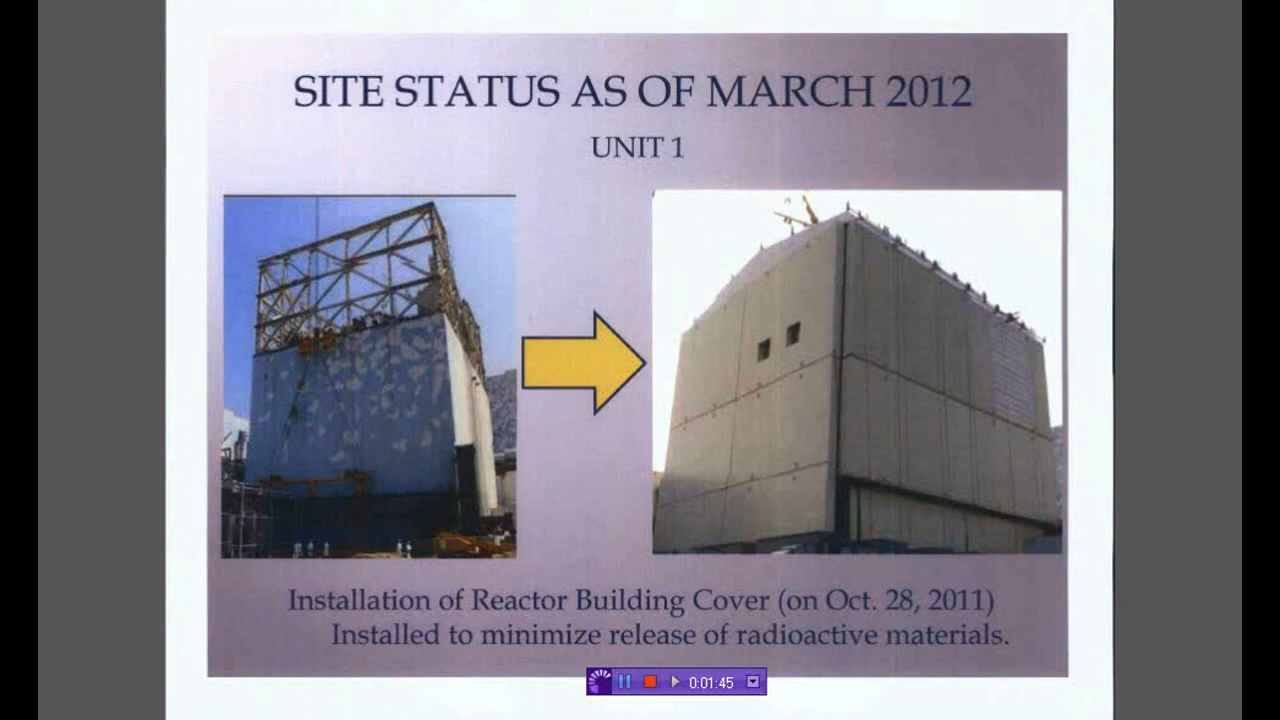 SITE STATUS AS OF MARCH 2012
UNIT 1
Installation of Reactor Building Cover (on Oct. 28, 2011)
Installed to minimize release of radioactive materials.
0:01:45